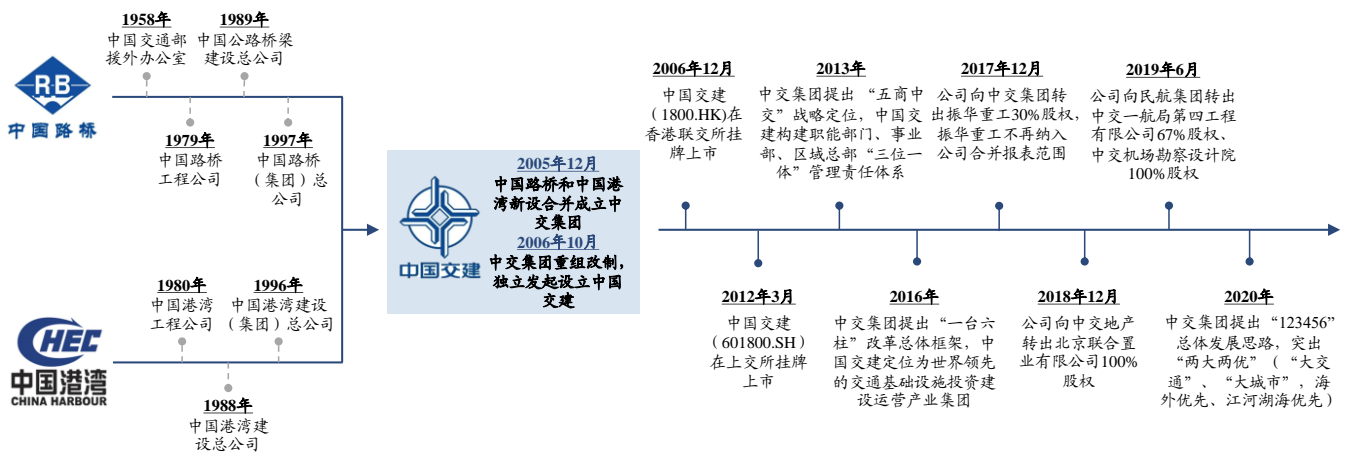 1958年
中国交通部
援外办公室
1989年
中国公路桥梁
建设总公司
R·B
中国路桥
1979年
中国路桥
工程公司
1997年
中国路桥
（集团）总
公司
1980年
中国港湾
工程公司
1996年
中国港湾建设
（集团）总公司
CHEC
中国港湾
CHINA HARBOUR
1988年
中国港湾建
设总公司
中国交建
2005年12月
中国路桥和中国港
湾新设合并成立中
交集团
2006年10月
中交集团重组改制，
独立发起设立中国
交建
2006年12月
中国交建
（1800.HK)在
香港联交所挂
牌上市
2013年
中交集团提出 “五商中
交”战略定位，中国交
建构建职能部门、事业
部、区域总部“三位一
体”管理责任体系
2017年12月
公司向中交集团转
出振华重工30%股权，
振华重工不再纳入
公司合并报表范围
2019年6月
公司向民航集团转出
中交一航局第四工程
有限公司67%股权、
中交机场勘察设计院
100%股权
2012年3月
中国交建
（601800.SH）
在上交所挂牌
上市
2016年
中交集团提出“一台六
柱”改革总体框架，中
国交建定位为世界领先
的交通基础设施投资建
设运营产业集团
2018年12月
公司向中交地产
转出北京联合置
业有限公司100%
股权
2020年
中交集团提出“123456”
总体发展思路，突出
“两大两优”（ “大交
通”、“大城市”，海
外优先、江河湖海优先）